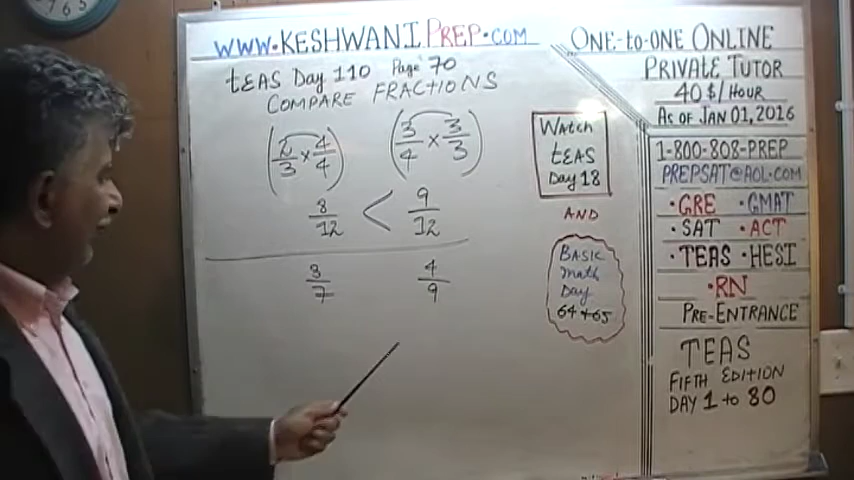 WWW.KESHWANIPREP.COM
TEAS Day 110 Page 70
COMPARE FRACTIONS
(2/3 × 4/4) (3/4 × 3/3)
8/12 < 9/12
3/7 4/9
Watch
TEAS
Day 18
AND
BASIC
math
Day
64+65
ONE-to-ONE ONLINE
PRIVATE TUTOR
40$/HOUR
AS OF JAN 01, 2016
1-800-808-PREP
PREPSAT@AOL.COM
•GRE •GMAT
•SAT •ACT
•TEAS •HESI
•RN
PRE-ENTRANCE
TEAS
FIFTH EDITION
DAY 1 to 80